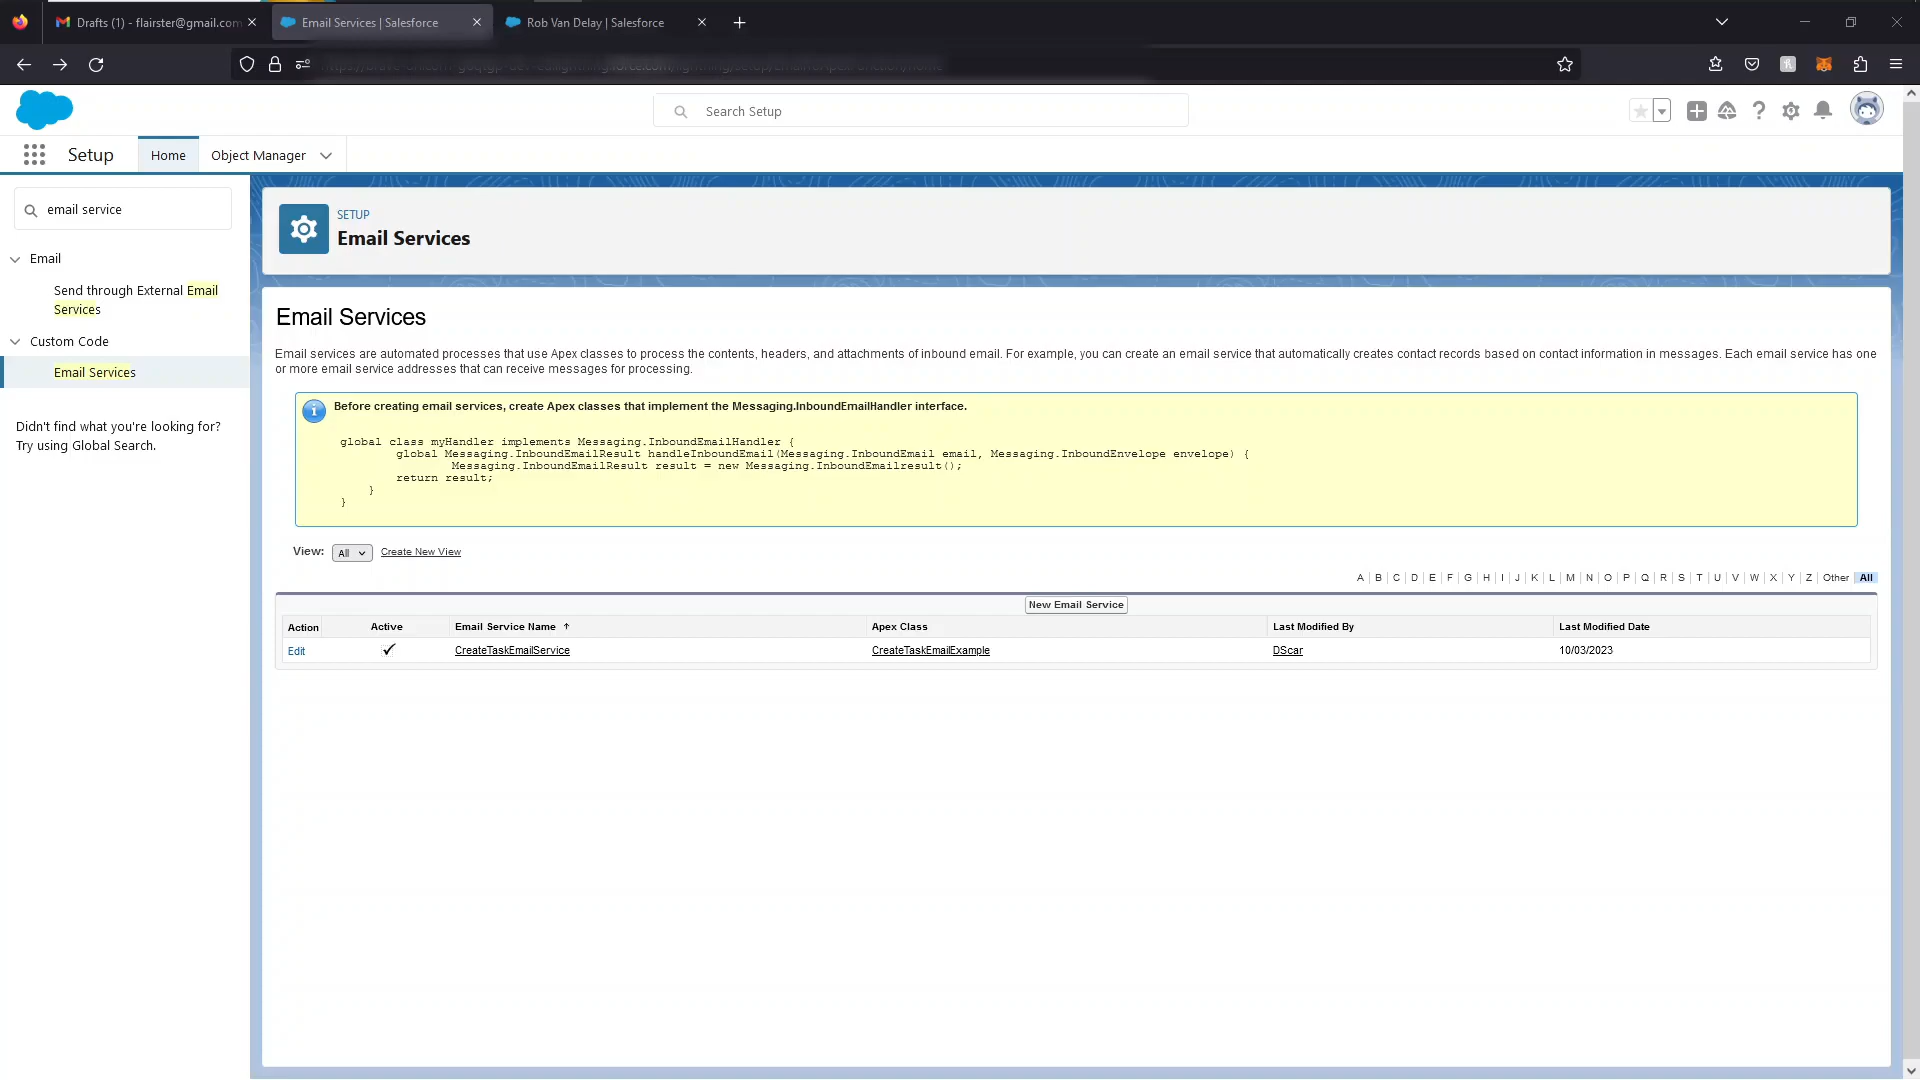 Drafts (1) - flairster@gmail.com
Email Services | Salesforce
Rob Van Delay | Salesforce
Search Setup
Setup
Home
Object Manager
email service
Email
Send through External Email
Services
Custom Code
Email Services
Didn't find what you're looking for?
Try using Global Search.
SETUP
Email Services
Email Services
Email services are automated processes that use Apex classes to process the contents, headers, and attachments of inbound email. For example, you can create an email service that automatically creates contact records based on contact information in messages. Each email service has one
or more email service addresses that can receive messages for processing.
Before creating email services, create Apex classes that implement the Messaging.InboundEmailHandler interface.
global class myHandler implements Messaging.InboundEmailHandler {
global Messaging.InboundEmailResult handleInboundEmail(Messaging.InboundEmail email, Messaging.InboundEnvelope envelope) {
Messaging.InboundEmailResult result = new Messaging.InboundEmailresult();
return result;
}
}
View: All Create New View
A | B | C | D | E | F | G | H | I | J | K | L | M | N | O | P | Q | R | S | T | U | V | W | X | Y | Z | Other All
New Email Service
Action Active Email Service Name ↑ Apex Class Last Modified By Last Modified Date
Edit CreateTaskEmailService CreateTaskEmailExample DScar 10/03/2023